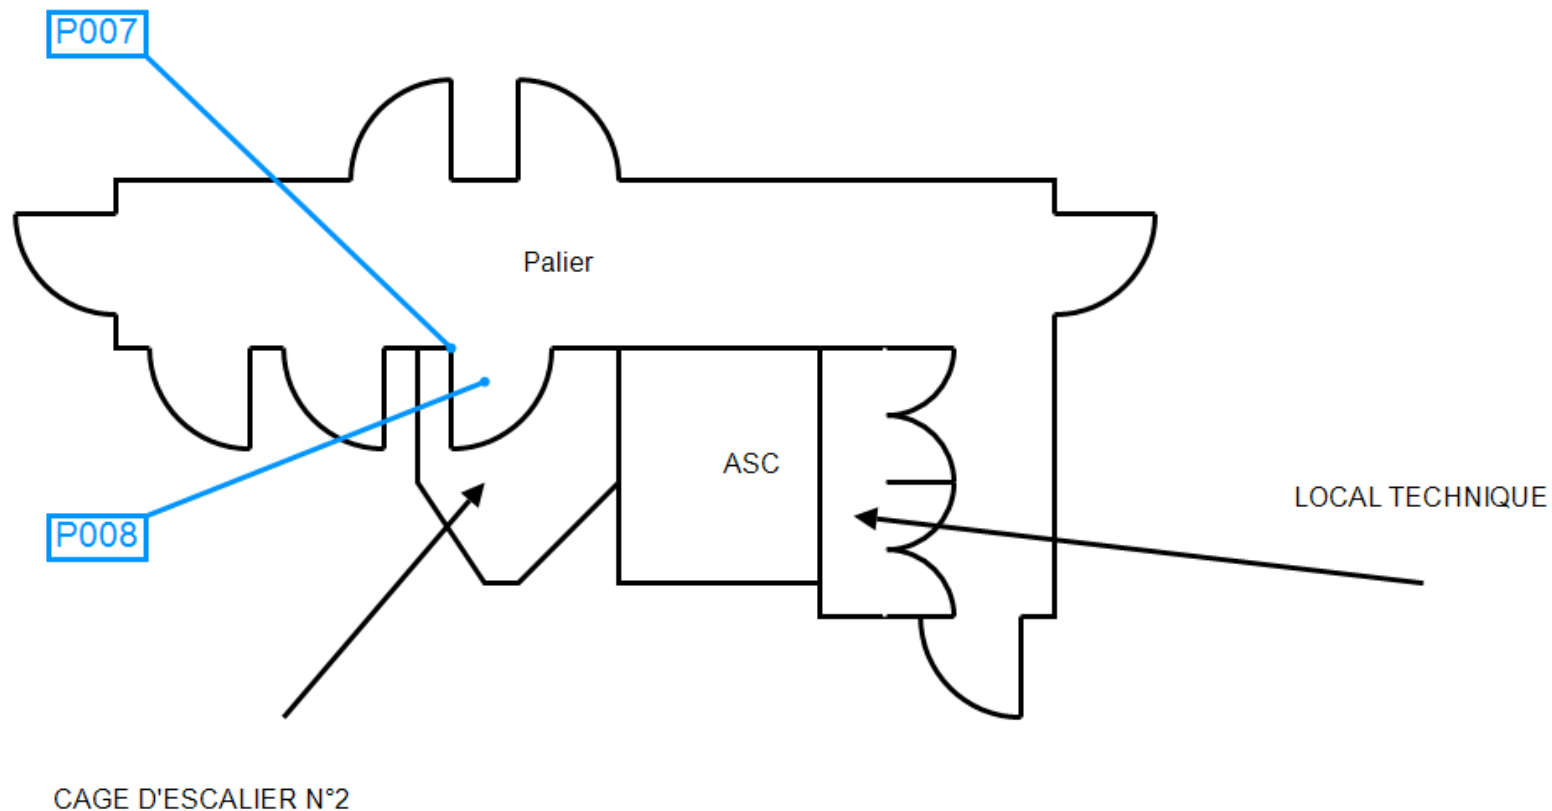 P007
Palier
ASC
LOCAL TECHNIQUE
P008
CAGE D'ESCALIER N°2